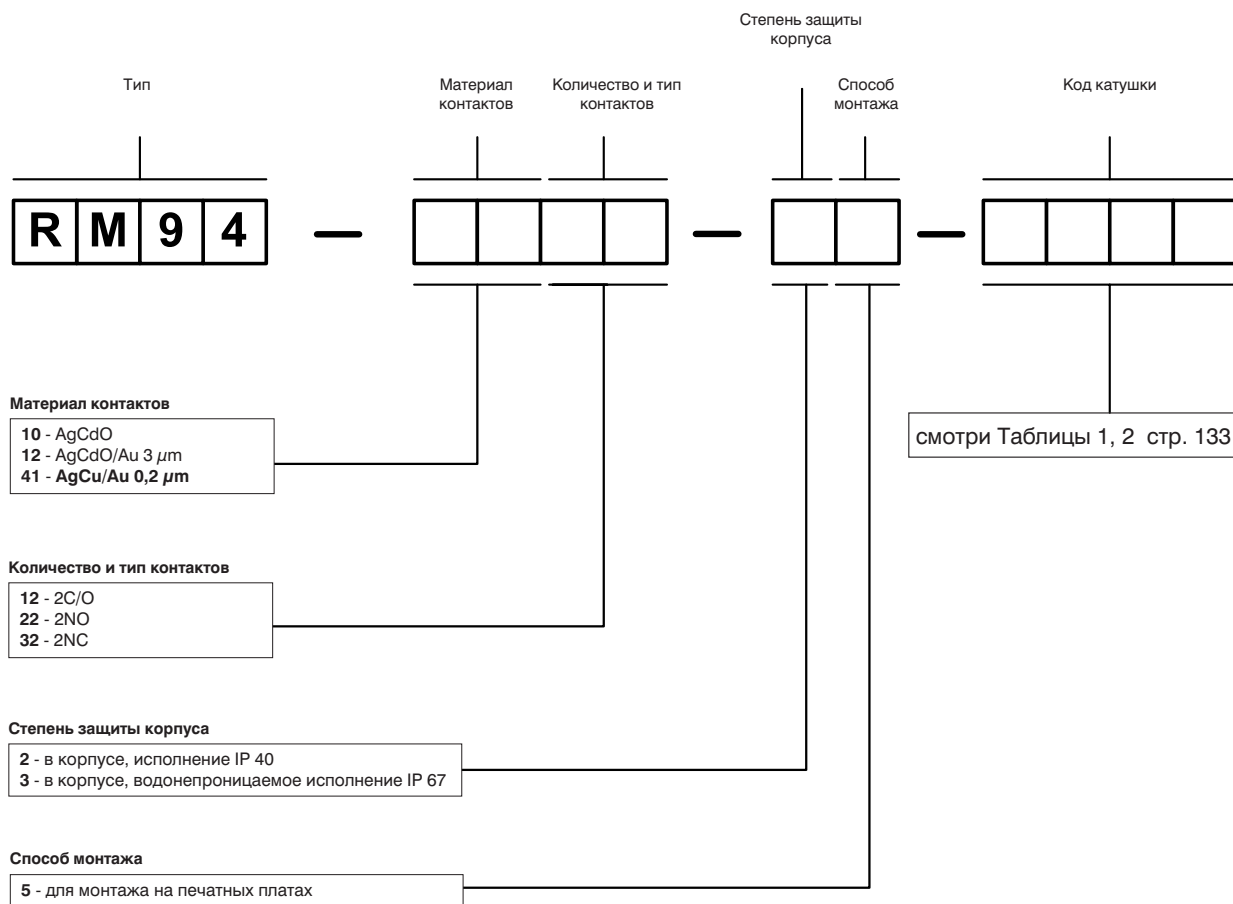 Степень защиты
корпуса
Тип
Материал
контактов
Количество и тип
контактов
Способ
монтажа
Код катушки
RM94 — — —
Материал контактов
10 - AgCdO
12 - AgCdO/Au 3 µm
41 - AgCu/Au 0,2 µm
смотри Таблицы 1, 2 стр. 133
Количество и тип контактов
12 - 2C/O
22 - 2NO
32 - 2NC
Степень защиты корпуса
2 - в корпусе, исполнение IP 40
3 - в корпусе, водонепроницаемое исполнение IP 67
Способ монтажа
5 - для монтажа на печатных платах